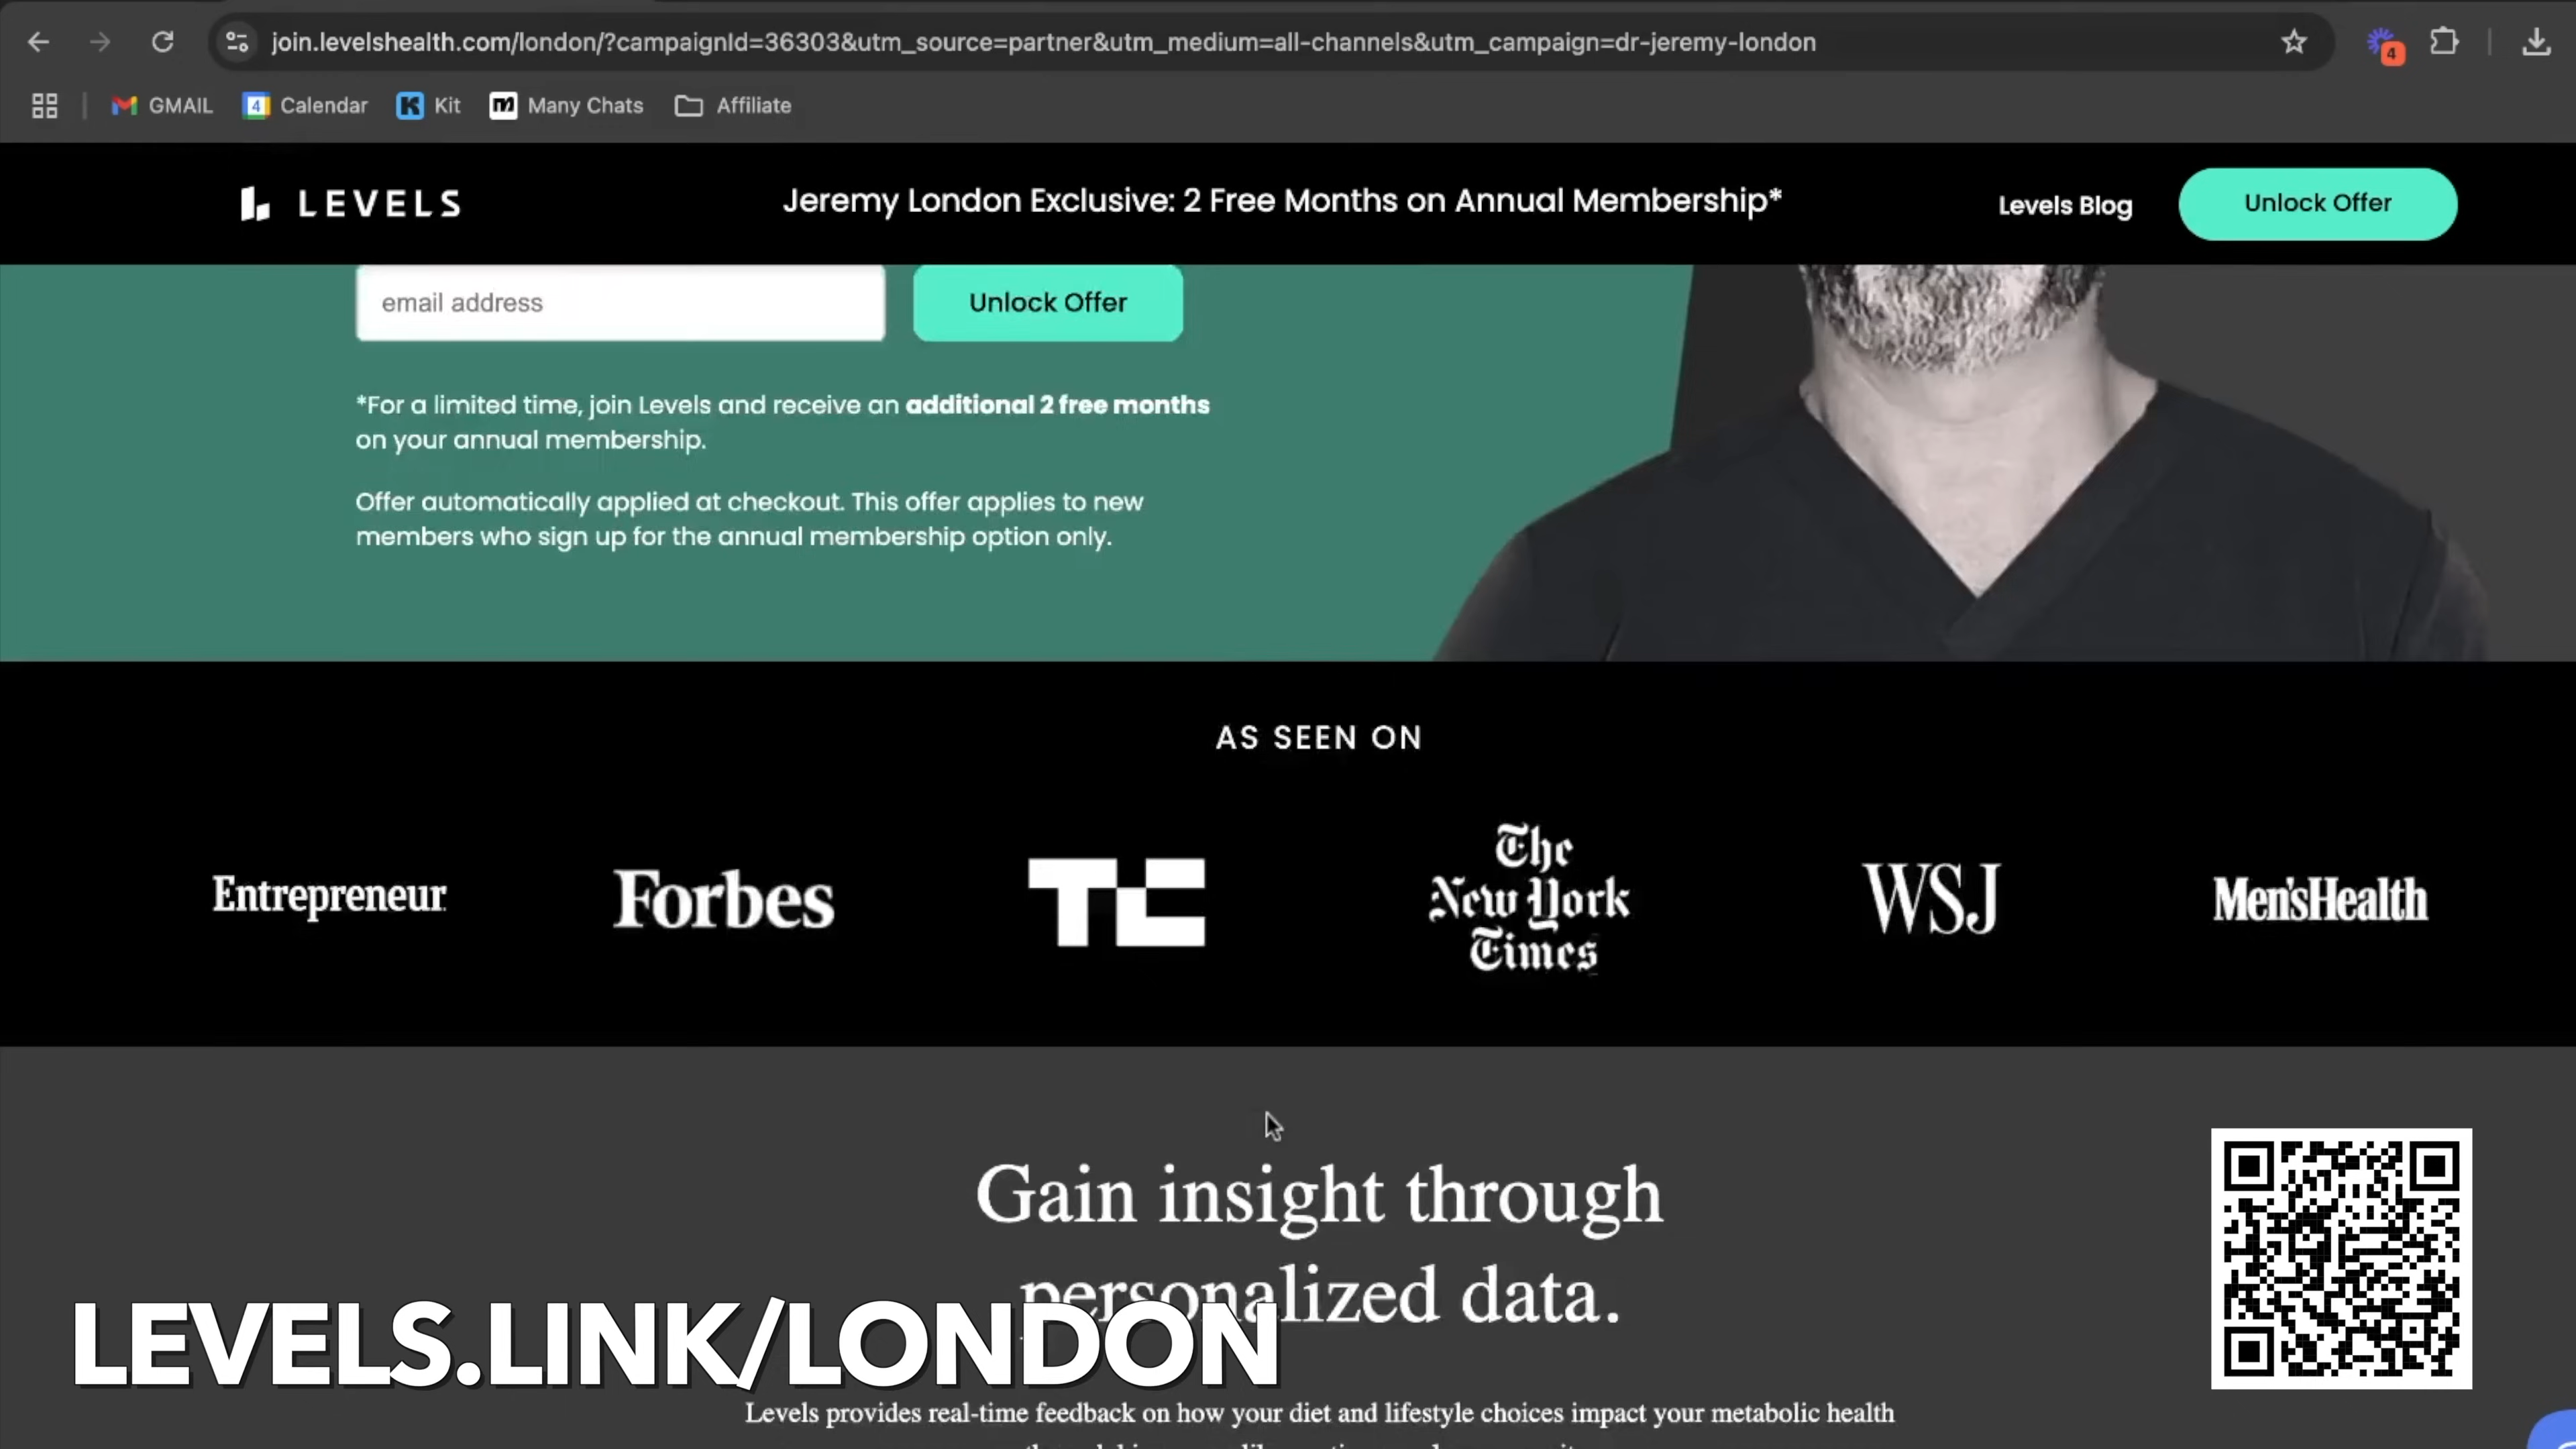 join.levelshealth.com/london/?campaignId=36303&utm_source=partner&utm_medium=all-channels&utm_campaign=dr-jeremy-london
4
GMAIL
4
Calendar
Kit
Many Chats
Affiliate
LEVELS
Jeremy London Exclusive: 2 Free Months on Annual Membership*
Levels Blog
Unlock Offer
email address
Unlock Offer
*For a limited time, join Levels and receive an additional 2 free months
on your annual membership.
Offer automatically applied at checkout. This offer applies to new
members who sign up for the annual membership option only.
AS SEEN ON
Entrepreneur
Forbes
TC
The
New York
Times
WSJ
Men'sHealth
Gain insight through
personalized data.
LEVELS.LINK/LONDON
Levels provides real-time feedback on how your diet and lifestyle choices impact your metabolic health